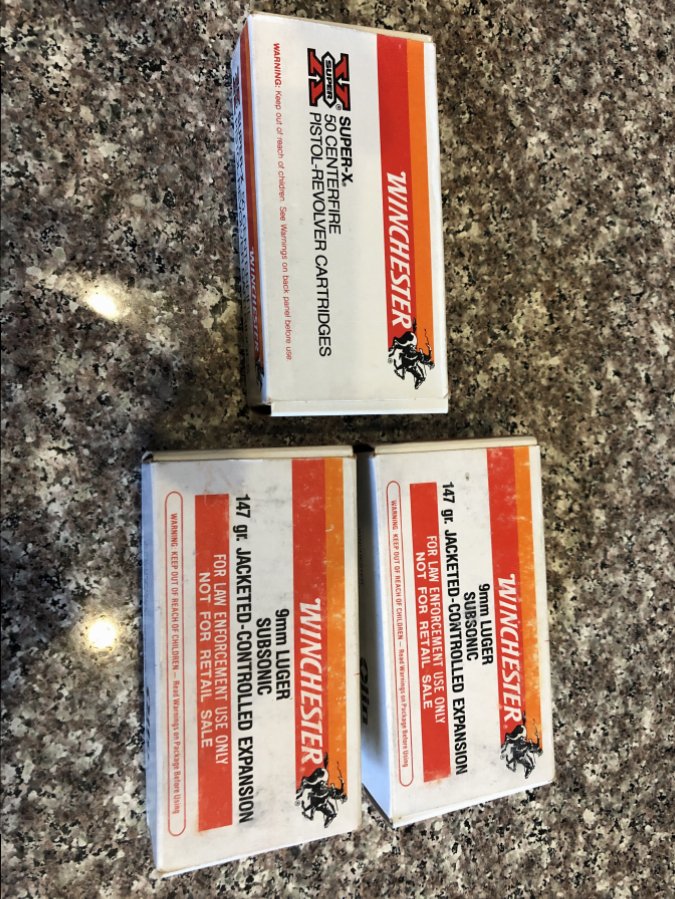 WINCHESTER
®
X
SUPER
SUPER-X®
50 CENTERFIRE
PISTOL-REVOLVER CARTRIDGES
WARNING: Keep out of reach of children. See Warnings on back panel before use.
WINCHESTER
WINCHESTER
®
9mm LUGER
SUBSONIC
147 gr. JACKETED-CONTROLLED EXPANSION
FOR LAW ENFORCEMENT USE ONLY
NOT FOR RETAIL SALE
WARNING: KEEP OUT OF REACH OF CHILDREN — Read Warnings on Package Before Using
WINCHESTER
®
9mm LUGER
SUBSONIC
147 gr. JACKETED-CONTROLLED EXPANSION
FOR LAW ENFORCEMENT USE ONLY
NOT FOR RETAIL SALE
WARNING: KEEP OUT OF REACH OF CHILDREN — Read Warnings on Package Before Using